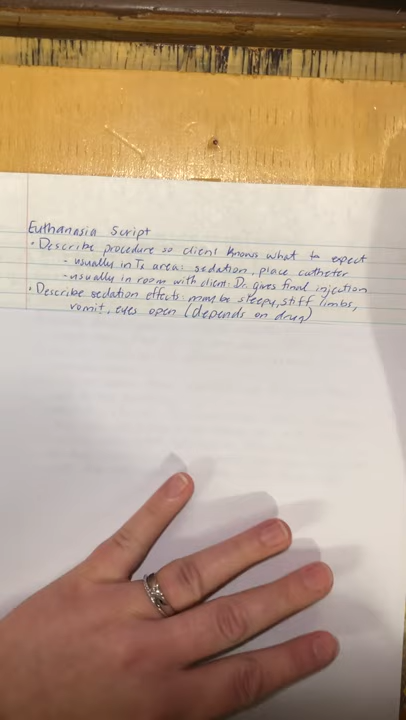 Euthanasia Script
• Describe procedure so client knows what to expect
- usually in Tx area: sedation, place catheter
- usually in room with client: Dr. gives final injection
• Describe sedation effects: may be sleepy, stiff limbs,
vomit, eyes open (depends on drug)